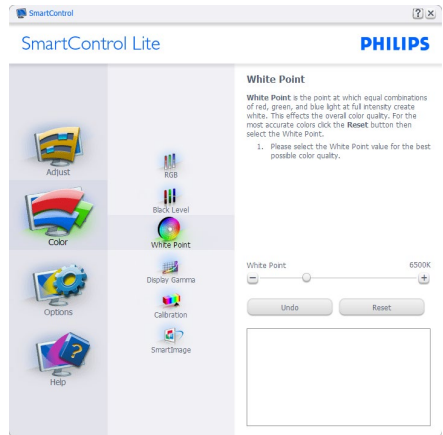 SmartControl
SmartControl Lite
PHILIPS
Adjust
Color
Options
Help
RGB
Black Level
White Point
Display Gamma
Calibration
SmartImage
White Point
White Point is the point at which equal combinations
of red, green, and blue light at full intensity create
white. This effects the overall color quality. For the
most accurate colors click the Reset button then
select the White Point.
1. Please select the White Point value for the best
possible color quality.
White Point 6500K
Undo Reset